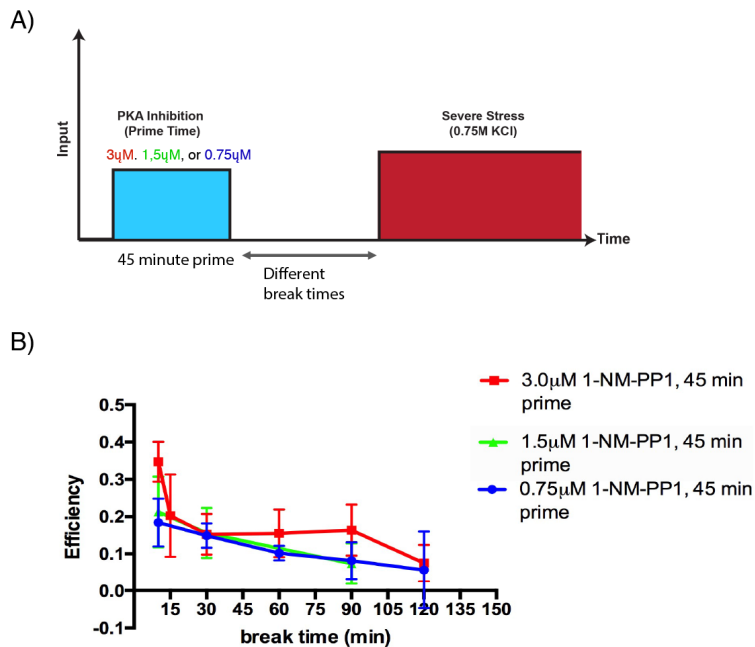 A)
PKA Inhibition
(Prime Time)
3ųM. 1,5ųM, or 0.75ųM
Severe Stress
(0.75M KCl)
Input
Time
45 minute prime
Different
break times
B)
3.0µM 1-NM-PP1, 45 min
prime
1.5µM 1-NM-PP1, 45 min
prime
0.75µM 1-NM-PP1, 45 min
prime
Efficiency
0.5
0.4
0.3
0.2
0.1
0.0
-0.1
15 30 45 60 75 90 105 120 135 150
break time (min)